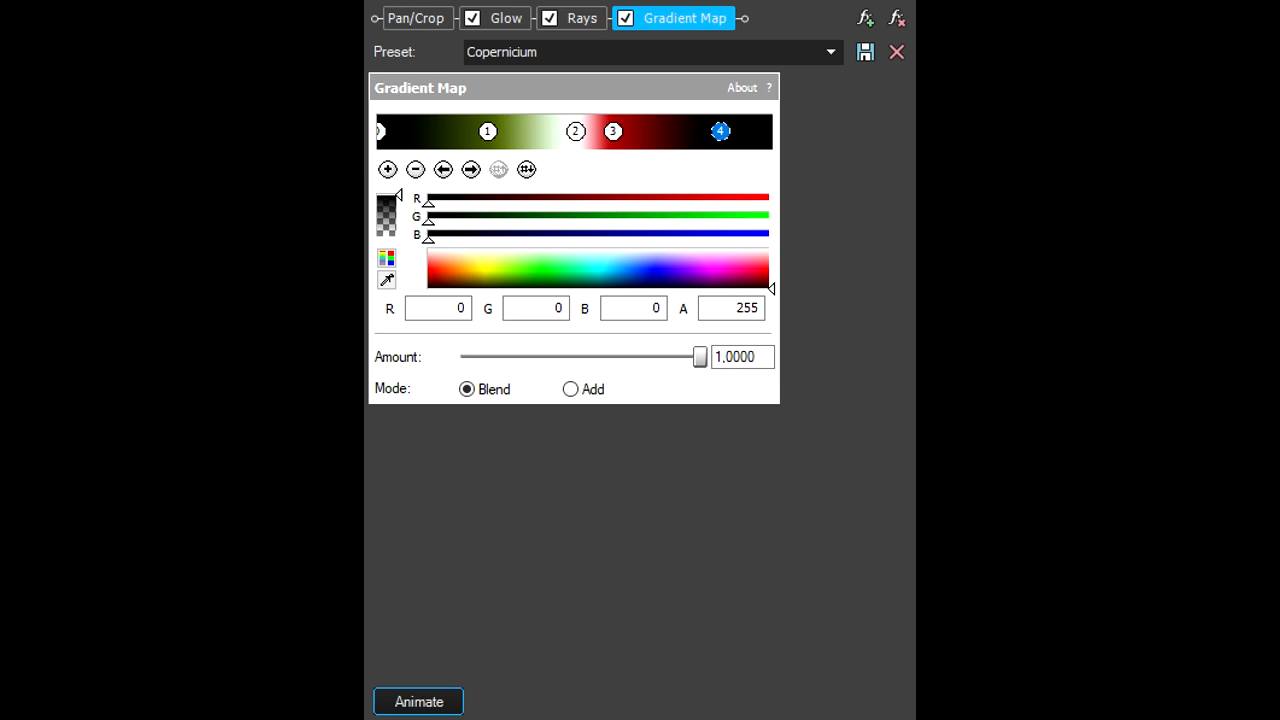 Pan/Crop Glow Rays Gradient Map
Preset: Copernicium
Gradient Map About ?
1 2 3 4
R
G
B
R 0 G 0 B 0 A 255
Amount: 1,0000
Mode: Blend Add
Animate